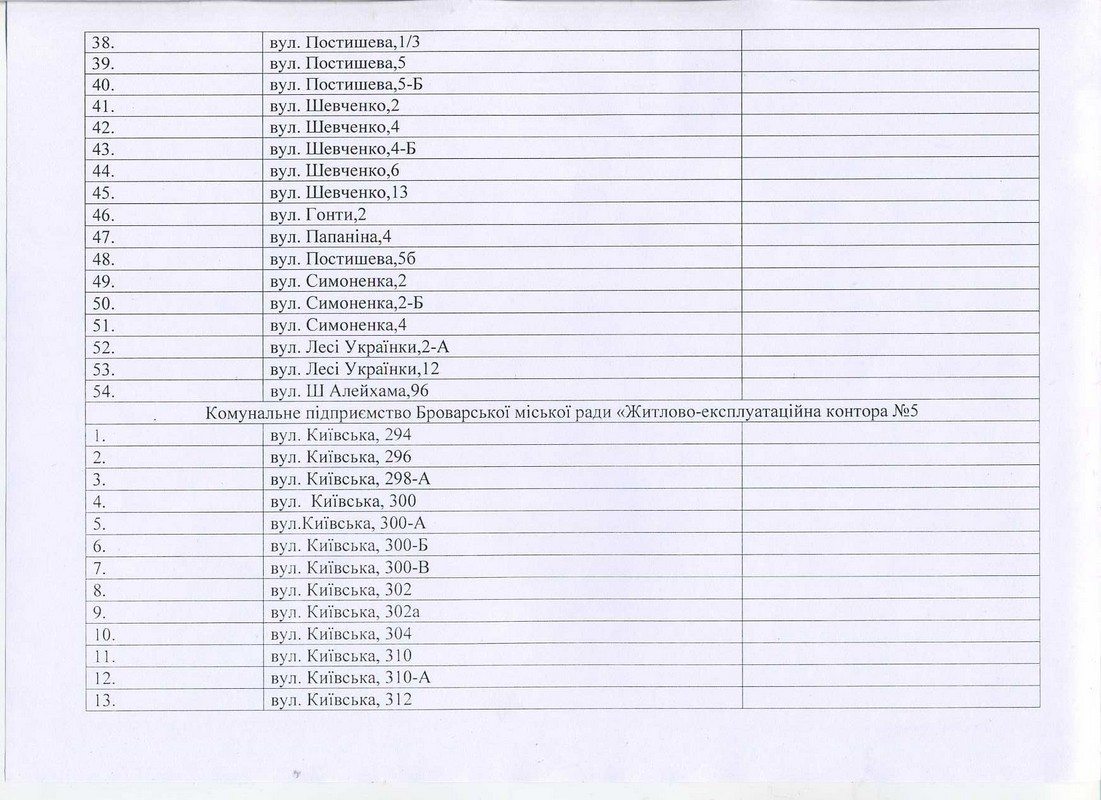 38. вул. Постишева,1/3
39. вул. Постишева,5
40. вул. Постишева,5-Б
41. вул. Шевченко,2
42. вул. Шевченко,4
43. вул. Шевченко,4-Б
44. вул. Шевченко,6
45. вул. Шевченко,13
46. вул. Гонти,2
47. вул. Папаніна,4
48. вул. Постишева,5б
49. вул. Симоненка,2
50. вул. Симоненка,2-Б
51. вул. Симоненка,4
52. вул. Лесі Українки,2-А
53. вул. Лесі Українки,12
54. вул. Ш Алейхама,96
Комунальне підприємство Броварської міської ради «Житлово-експлуатаційна контора №5
1. вул. Київська, 294
2. вул. Київська, 296
3. вул. Київська, 298-А
4. вул. Київська, 300
5. вул.Київська, 300-А
6. вул. Київська, 300-Б
7. вул. Київська, 300-В
8. вул. Київська, 302
9. вул. Київська, 302а
10. вул. Київська, 304
11. вул. Київська, 310
12. вул. Київська, 310-А
13. вул. Київська, 312